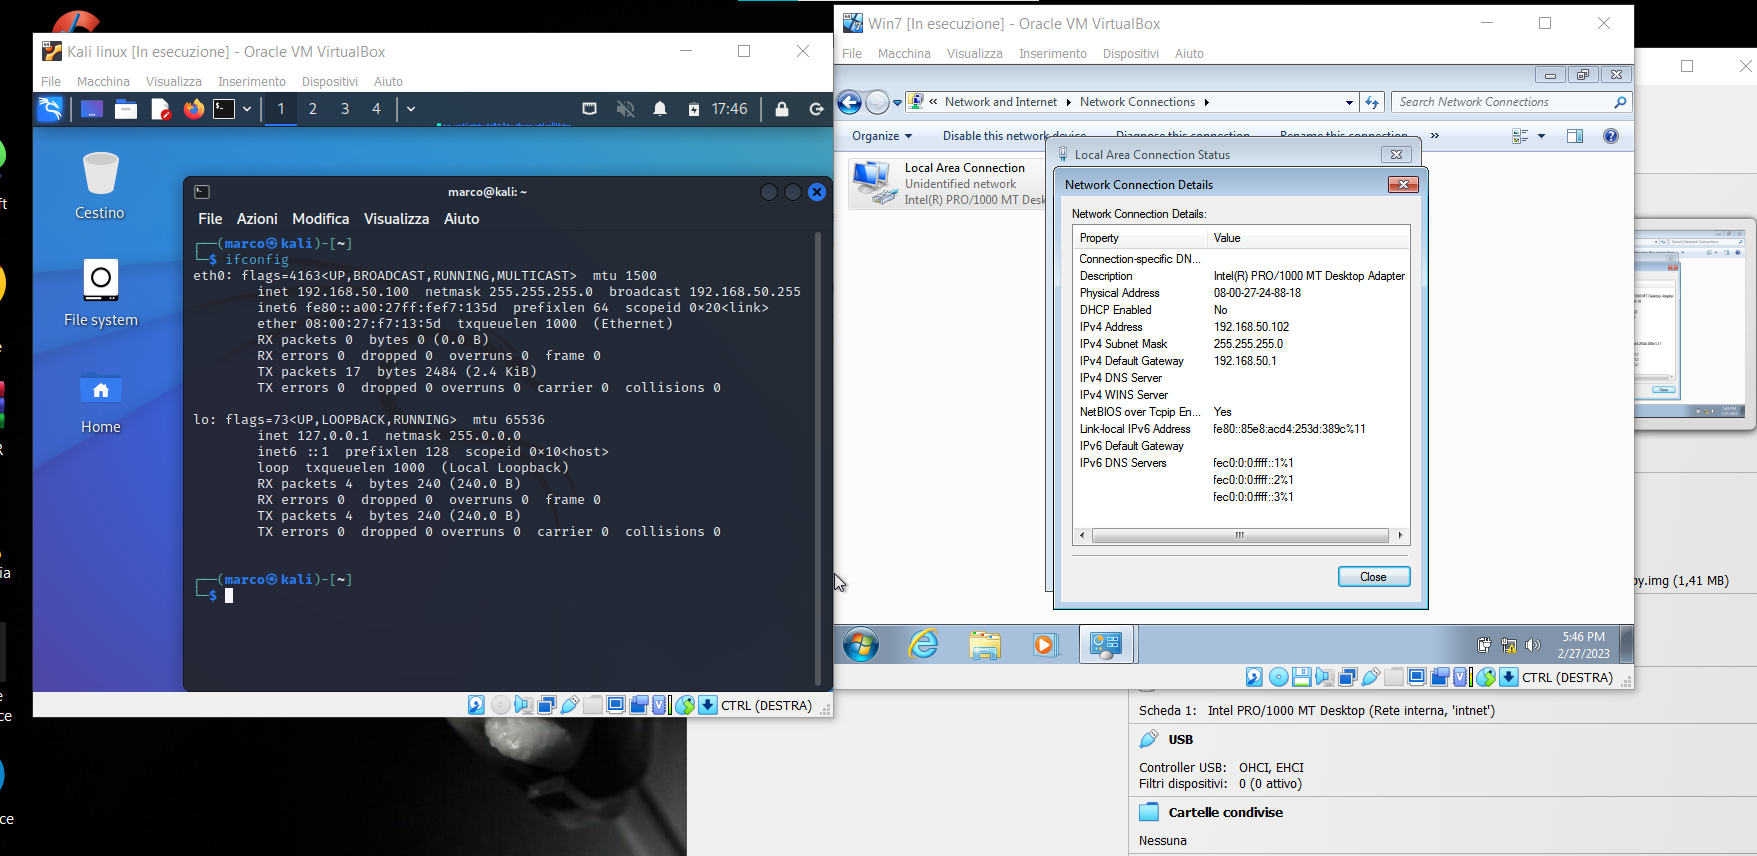 Kali linux [In esecuzione] - Oracle VM VirtualBox
File Macchina Visualizza Inserimento Dispositivi Aiuto
1 2 3 4 17:46
Cestino
File system
Home
marco@kali: ~
File Azioni Modifica Visualizza Aiuto
┌──(marco㉿kali)-[~]
└─$ ifconfig
eth0: flags=4163<UP,BROADCAST,RUNNING,MULTICAST> mtu 1500
inet 192.168.50.100 netmask 255.255.255.0 broadcast 192.168.50.255
inet6 fe80::a00:27ff:fef7:135d prefixlen 64 scopeid 0×20<link>
ether 08:00:27:f7:13:5d txqueuelen 1000 (Ethernet)
RX packets 0 bytes 0 (0.0 B)
RX errors 0 dropped 0 overruns 0 frame 0
TX packets 17 bytes 2484 (2.4 KiB)
TX errors 0 dropped 0 overruns 0 carrier 0 collisions 0
lo: flags=73<UP,LOOPBACK,RUNNING> mtu 65536
inet 127.0.0.1 netmask 255.0.0.0
inet6 ::1 prefixlen 128 scopeid 0×10<host>
loop txqueuelen 1000 (Local Loopback)
RX packets 4 bytes 240 (240.0 B)
RX errors 0 dropped 0 overruns 0 frame 0
TX packets 4 bytes 240 (240.0 B)
TX errors 0 dropped 0 overruns 0 carrier 0 collisions 0
┌──(marco㉿kali)-[~]
└─$
CTRL (DESTRA)
Win7 [In esecuzione] - Oracle VM VirtualBox
File Macchina Visualizza Inserimento Dispositivi Aiuto
« Network and Internet Network Connections
Search Network Connections
Organize Disable this network device Diagnose this connection Rename this connection »
Local Area Connection
Unidentified network
Intel(R) PRO/1000 MT Desk
Local Area Connection Status
Network Connection Details
Network Connection Details:
Property Value
Connection-specific DN...
Description Intel(R) PRO/1000 MT Desktop Adapter
Physical Address 08-00-27-24-88-18
DHCP Enabled No
IPv4 Address 192.168.50.102
IPv4 Subnet Mask 255.255.255.0
IPv4 Default Gateway 192.168.50.1
IPv4 DNS Server
IPv4 WINS Server
NetBIOS over Tcpip En... Yes
Link-local IPv6 Address fe80::85e8:acd4:253d:389c%11
IPv6 Default Gateway
IPv6 DNS Servers fec0:0:0:ffff::1%1
fec0:0:0:ffff::2%1
fec0:0:0:ffff::3%1
Close
5:46 PM
2/27/2023
CTRL (DESTRA)
py.img (1,41 MB)
Scheda 1: Intel PRO/1000 MT Desktop (Rete interna, 'intnet')
USB
Controller USB: OHCI, EHCI
Filtri dispositivi: 0 (0 attivo)
Cartelle condivise
Nessuna